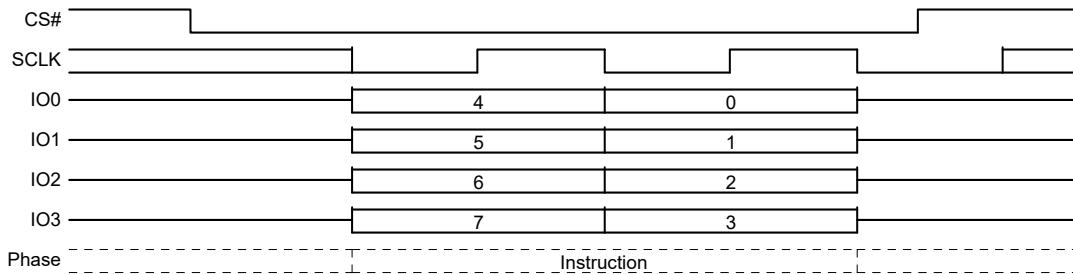 CS#
SCLK
IO0 4 0
IO1 5 1
IO2 6 2
IO3 7 3
Phase Instruction